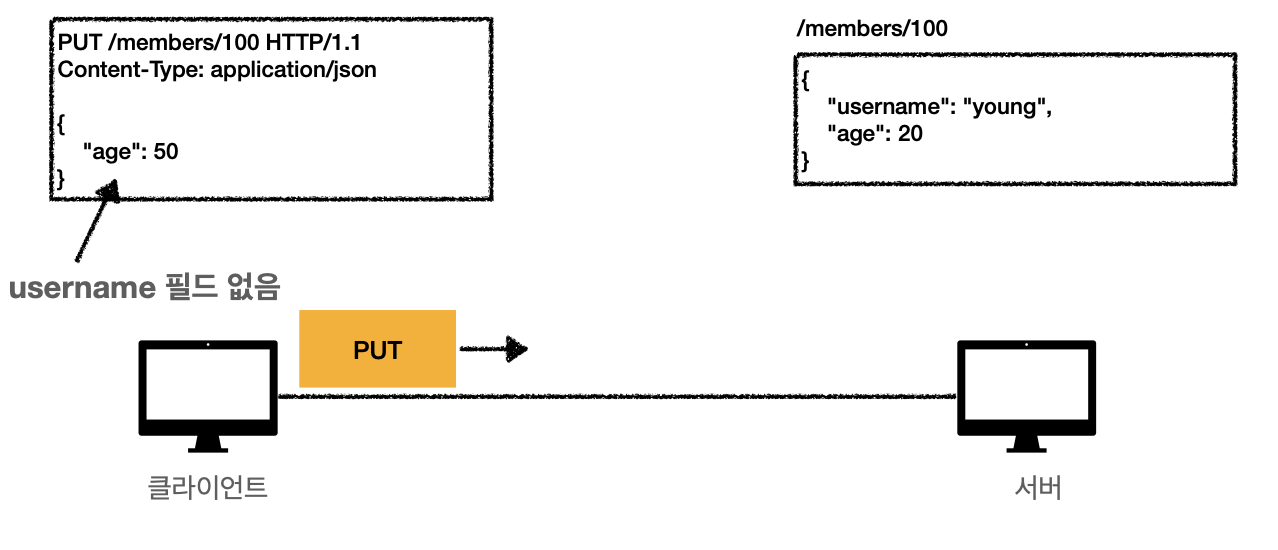 PUT /members/100 HTTP/1.1
Content-Type: application/json
{
"age": 50
}
username 필드 없음
/members/100
{
"username": "young",
"age": 20
}
PUT
클라이언트
서버